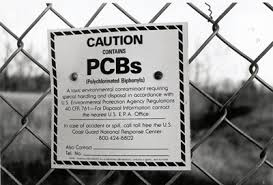 CAUTION
CONTAINS
PCBs
(Polychlorinated Biphenyls)
A toxic environmental contaminant requiring
special handling and disposal in accordance with
U.S. Environmental Protection Agency Regulations
40 CFR 761—For Disposal Information contact
the nearest U.S. E.P.A. Office.
In case of accident or spill, call toll free the U.S.
Coast Guard National Response Center:
800-424-8802
Also Contact
Tel. No.